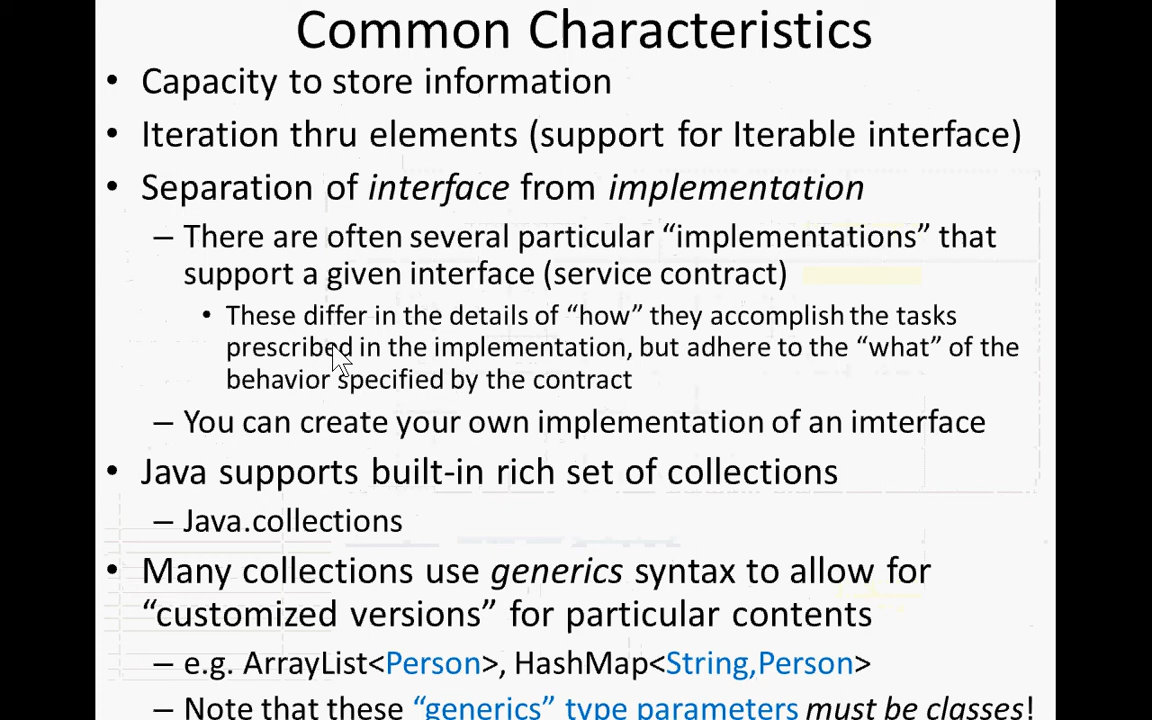 Common Characteristics
• Capacity to store information
• Iteration thru elements (support for Iterable interface)
• Separation of interface from implementation
– There are often several particular “implementations” that
support a given interface (service contract)
• These differ in the details of “how” they accomplish the tasks
prescribed in the implementation, but adhere to the “what” of the
behavior specified by the contract
– You can create your own implementation of an imterface
• Java supports built-in rich set of collections
– Java.collections
• Many collections use generics syntax to allow for
“customized versions” for particular contents
– e.g. ArrayList<Person>, HashMap<String,Person>
– Note that these “generics” type parameters must be classes!